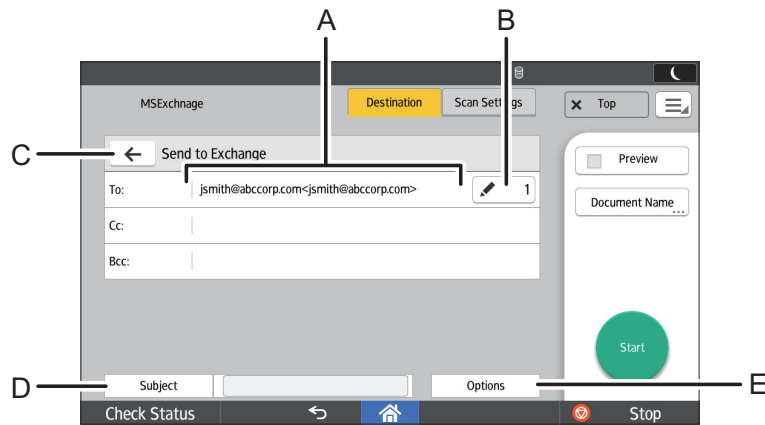 A
B
MSExchnage
Destination
Scan Settings
Top
C
Send to Exchange
Preview
To:
jsmith@abccorp.com<jsmith@abccorp.com>
1
Document Name
...
Cc:
Bcc:
Start
D
Subject
Options
E
Check Status
Stop